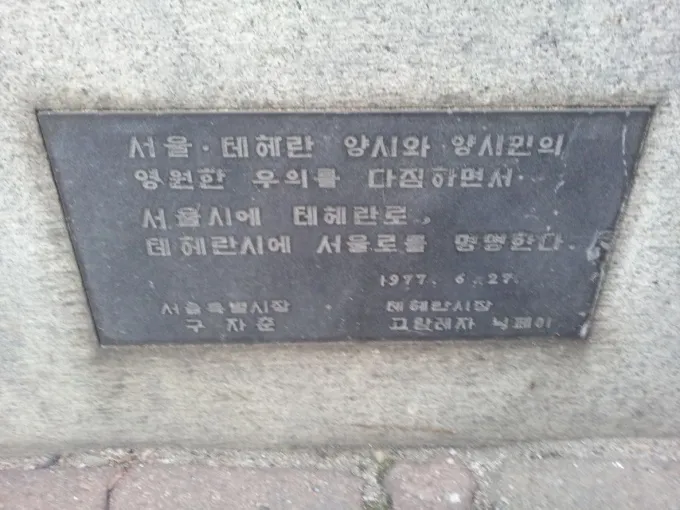 서울·테헤란 양시와 양시민의
영원한 우의를 다짐하면서
서울시에 테헤란로,
테헤란시에 서울로를 명명한다.
1977. 6. 27.
서울특별시장 테헤란시장
구자춘 고람레자 닉페이